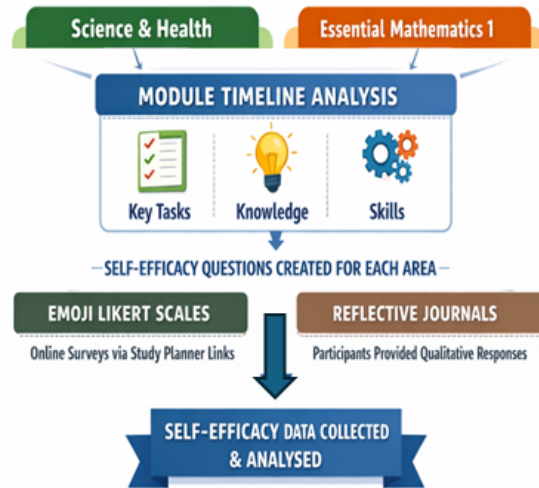 Science & Health
Essential Mathematics 1
MODULE TIMELINE ANALYSIS
Key Tasks
Knowledge
Skills
SELF-EFFICACY QUESTIONS CREATED FOR EACH AREA
EMOJI LIKERT SCALES
REFLECTIVE JOURNALS
Online Surveys via Study Planner Links
Participants Provided Qualitative Responses
SELF-EFFICACY DATA COLLECTED
& ANALYSED